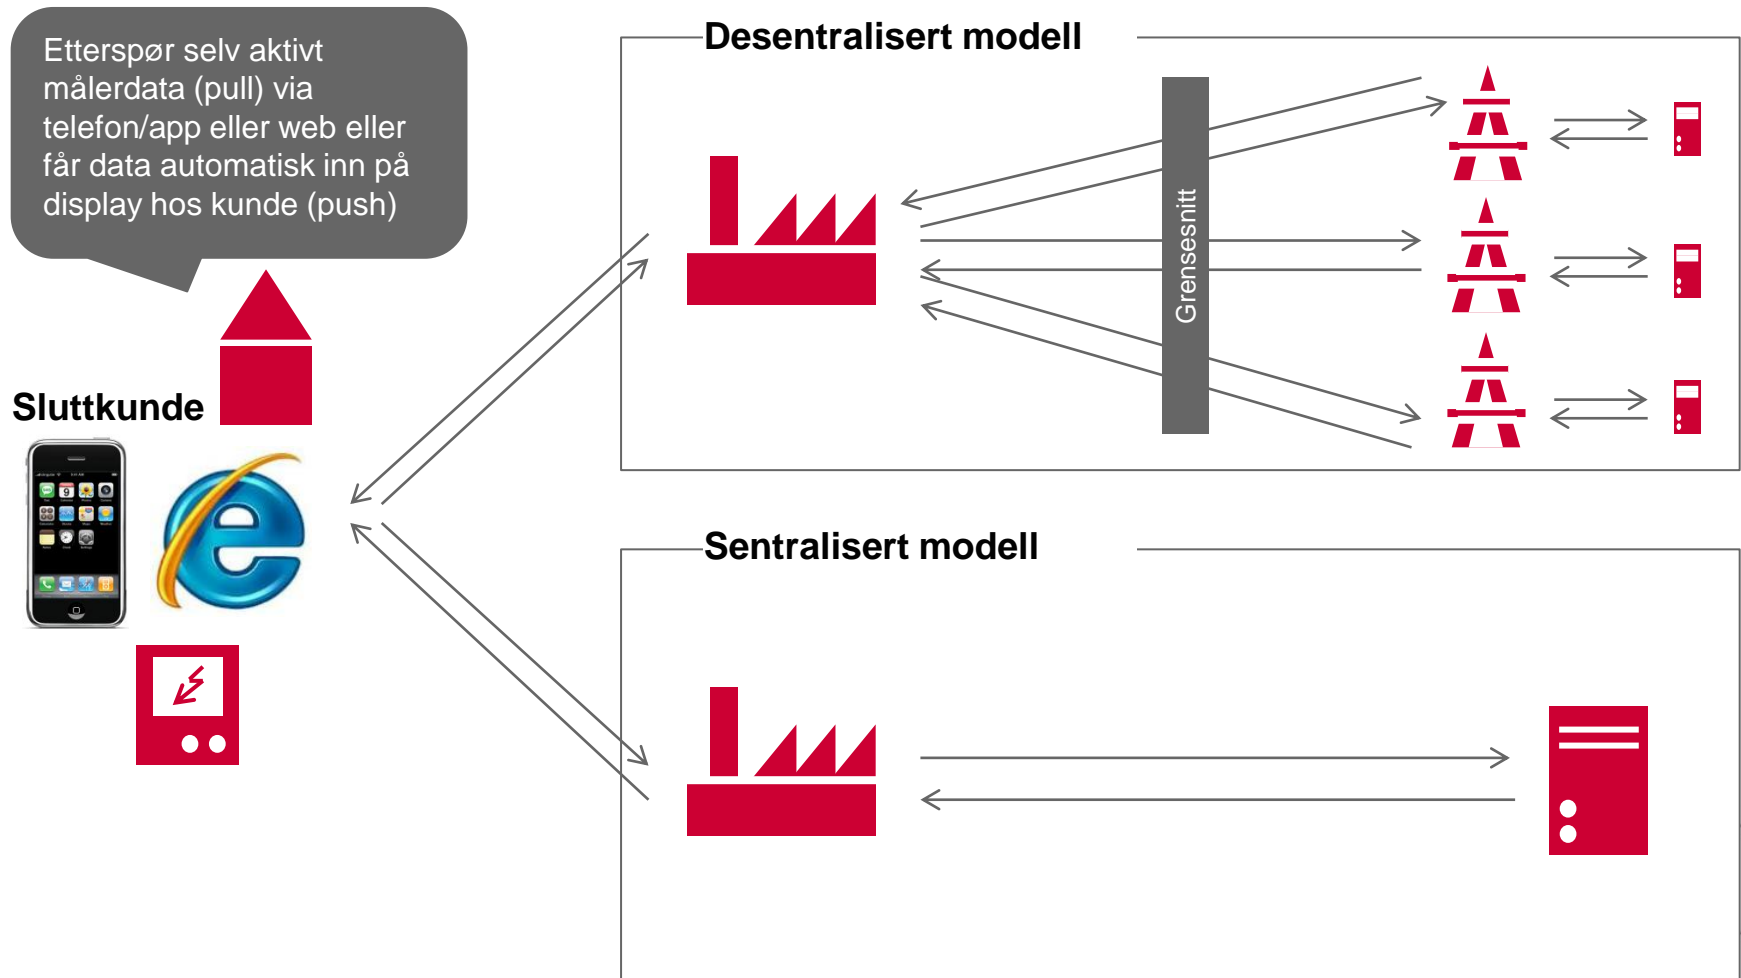 Etterspør selv aktivt
målerdata (pull) via
telefon/app eller web eller
får data automatisk inn på
display hos kunde (push)
Desentralisert modell
Grensesnitt
Sluttkunde
Sentralisert modell